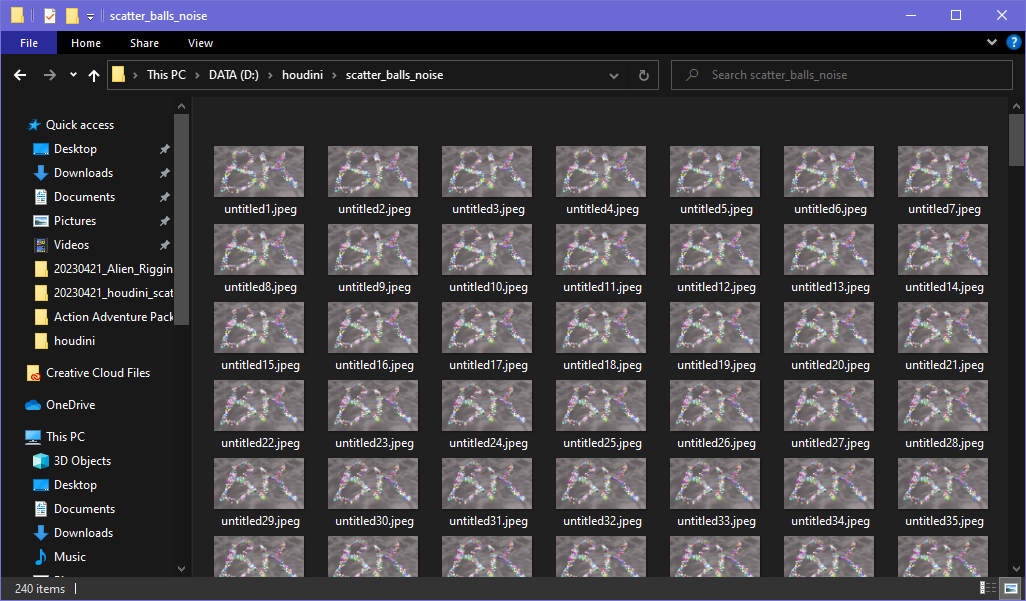 scatter_balls_noise
File Home Share View
This PC > DATA (D:) > houdini > scatter_balls_noise
Search scatter_balls_noise
Quick access
Desktop
Downloads
Documents
Pictures
Videos
20230421_Alien_Riggin
20230421_houdini_scat
Action Adventure Pack
houdini
Creative Cloud Files
OneDrive
This PC
3D Objects
Desktop
Documents
Downloads
Music
untitled1.jpeg untitled2.jpeg untitled3.jpeg untitled4.jpeg untitled5.jpeg untitled6.jpeg untitled7.jpeg
untitled8.jpeg untitled9.jpeg untitled10.jpeg untitled11.jpeg untitled12.jpeg untitled13.jpeg untitled14.jpeg
untitled15.jpeg untitled16.jpeg untitled17.jpeg untitled18.jpeg untitled19.jpeg untitled20.jpeg untitled21.jpeg
untitled22.jpeg untitled23.jpeg untitled24.jpeg untitled25.jpeg untitled26.jpeg untitled27.jpeg untitled28.jpeg
untitled29.jpeg untitled30.jpeg untitled31.jpeg untitled32.jpeg untitled33.jpeg untitled34.jpeg untitled35.jpeg
240 items